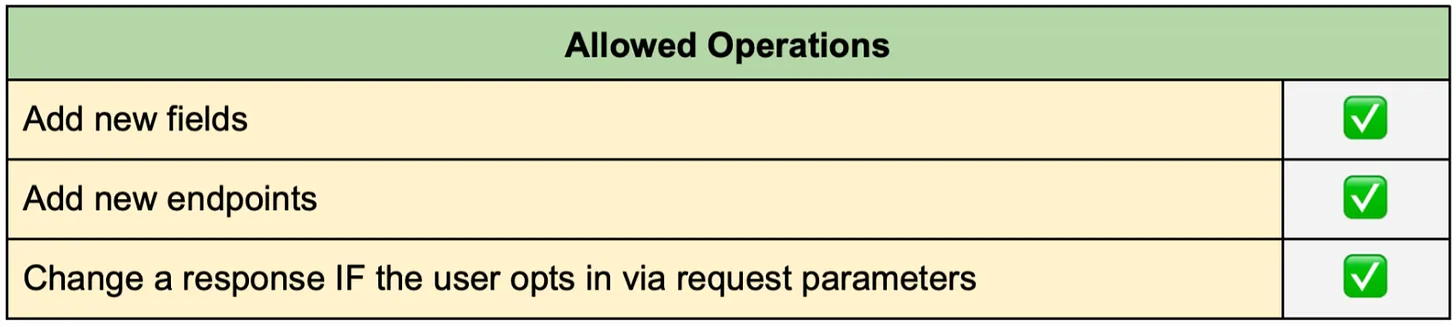 Allowed Operations
Add new fields ✅
Add new endpoints ✅
Change a response IF the user opts in via request parameters ✅